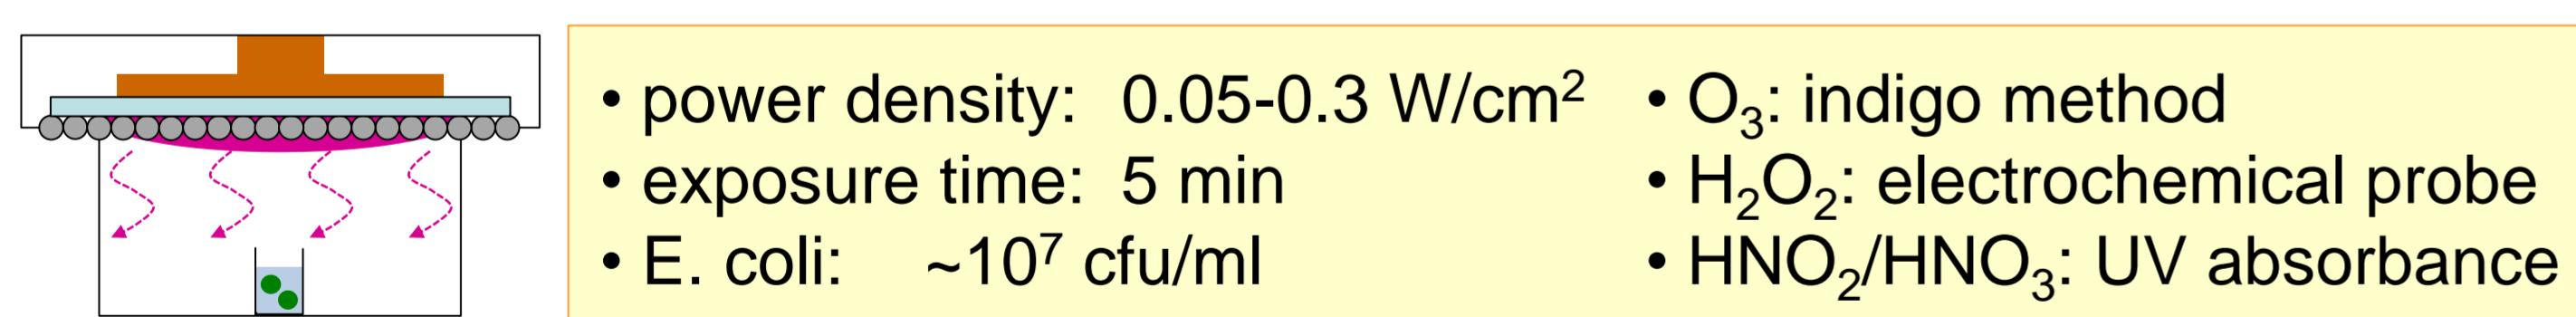 • power density: 0.05-0.3 W/cm²
• exposure time: 5 min
• E. coli: ~10⁷ cfu/ml
• O₃: indigo method
• H₂O₂: electrochemical probe
• HNO₂/HNO₃: UV absorbance